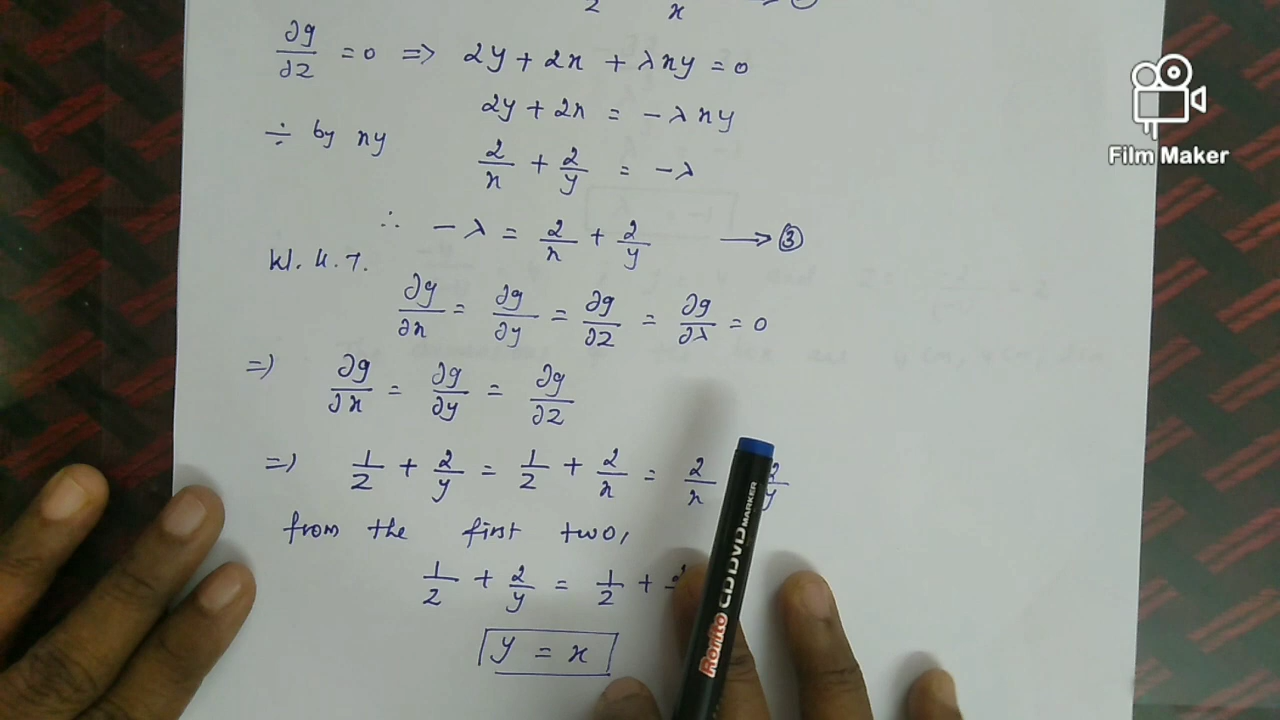 2 x
∂g/∂z = 0 ⇒ 2y + 2x + λxy = 0
2y + 2x = -λxy
÷ by xy
2/x + 2/y = -λ
∴ -λ = 2/x + 2/y → ③
W.K.T.
∂g/∂x = ∂g/∂y = ∂g/∂z = ∂g/∂λ = 0
⇒ ∂g/∂x = ∂g/∂y = ∂g/∂z
⇒ 1/2 + 2/y = 1/2 + 2/x = 2/x 2/y
from the first two,
1/2 + 2/y = 1/2 +
y = x
Film Maker
Rorito CD DVD MARKER